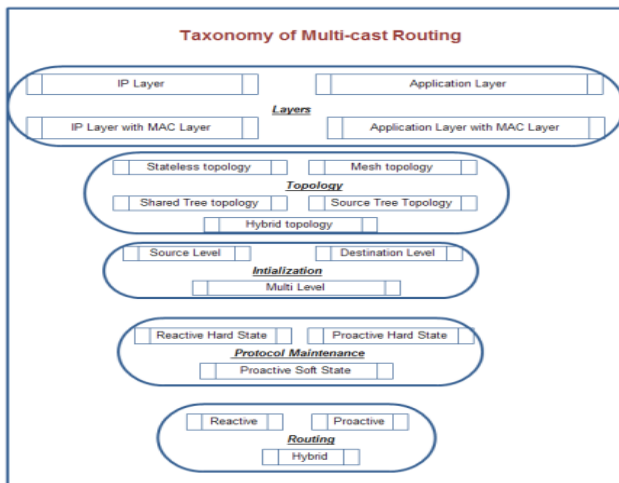 Taxonomy of Multi-cast Routing
IP Layer
Application Layer
Layers
IP Layer with MAC Layer
Application Layer with MAC Layer
Stateless topology
Mesh topology
Topology
Shared Tree topology
Source Tree Topology
Hybrid topology
Source Level
Destination Level
Intialization
Multi Level
Reactive Hard State
Proactive Hard State
Protocol Maintenance
Proactive Soft State
Reactive
Proactive
Routing
Hybrid